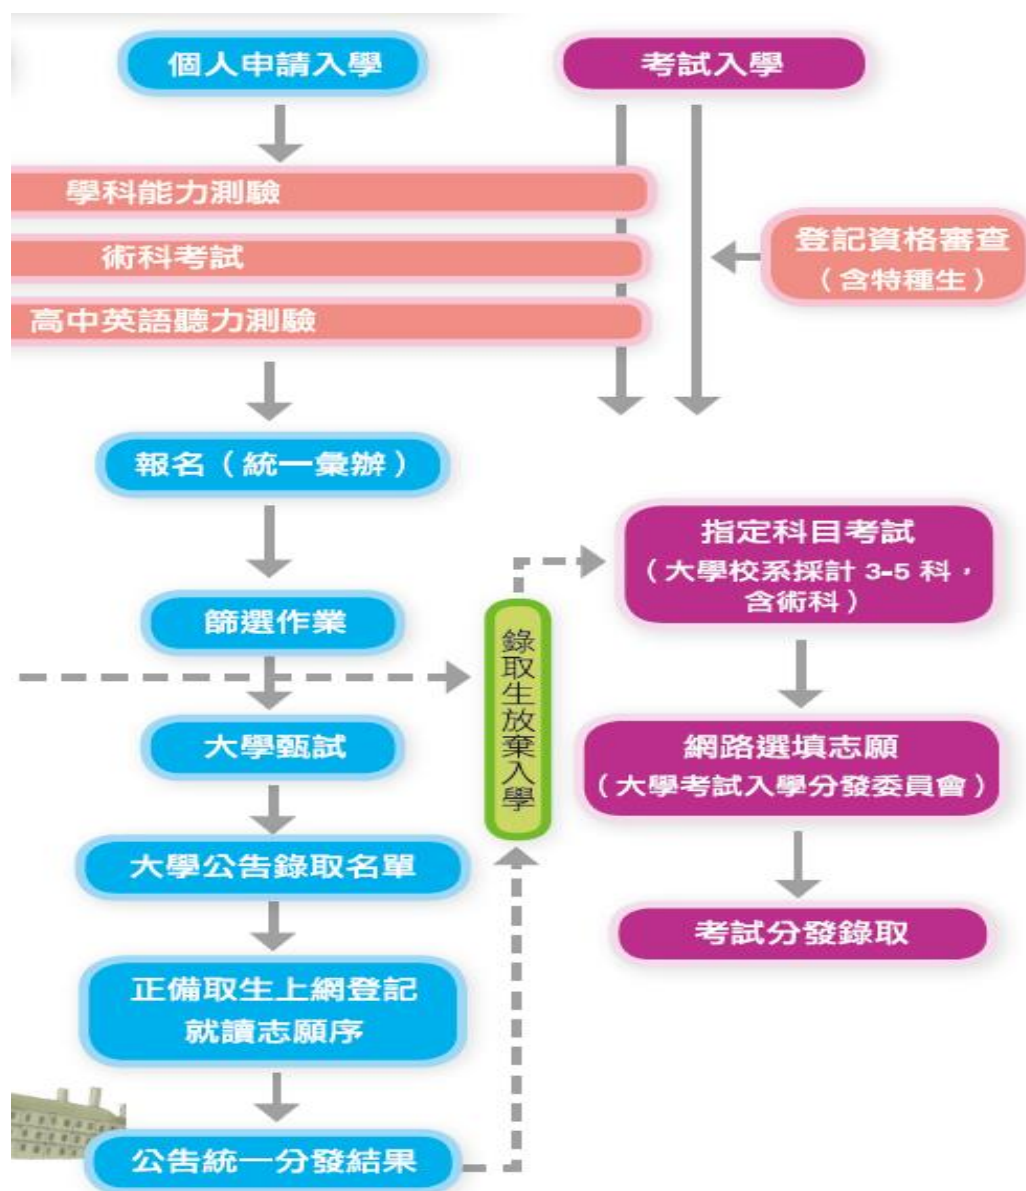 個人申請入學
考試入學
學科能力測驗
術科考試
高中英語聽力測驗
登記資格審查
（含特種生）
報名（統一彙辦）
篩選作業
大學甄試
大學公告錄取名單
正備取生上網登記
就讀志願序
公告統一分發結果
錄取生放棄入學
指定科目考試
（大學校系採計 3-5 科，
含術科）
網路選填志願
（大學考試入學分發委員會）
考試分發錄取